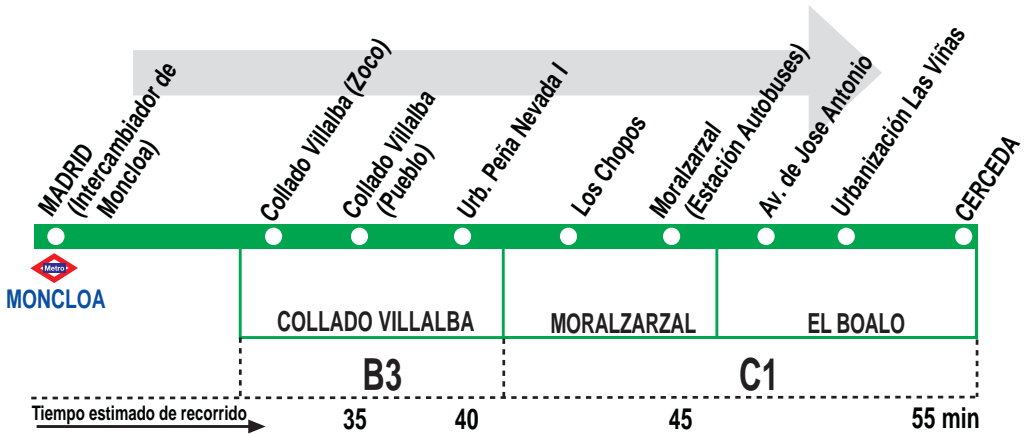 MADRID
(Intercambiador de
Moncloa)
Collado Villalba (Zoco)
Collado Villalba
(Pueblo)
Urb. Peña Nevada I
Los Chopos
Moralzarzal
(Estación Autobuses)
Av. de Jose Antonio
Urbanización Las Viñas
CERCEDA
Metro
MONCLOA
COLLADO VILLALBA
MORALZARZAL
EL BOALO
B3
C1
Tiempo estimado de recorrido
35
40
45
55 min